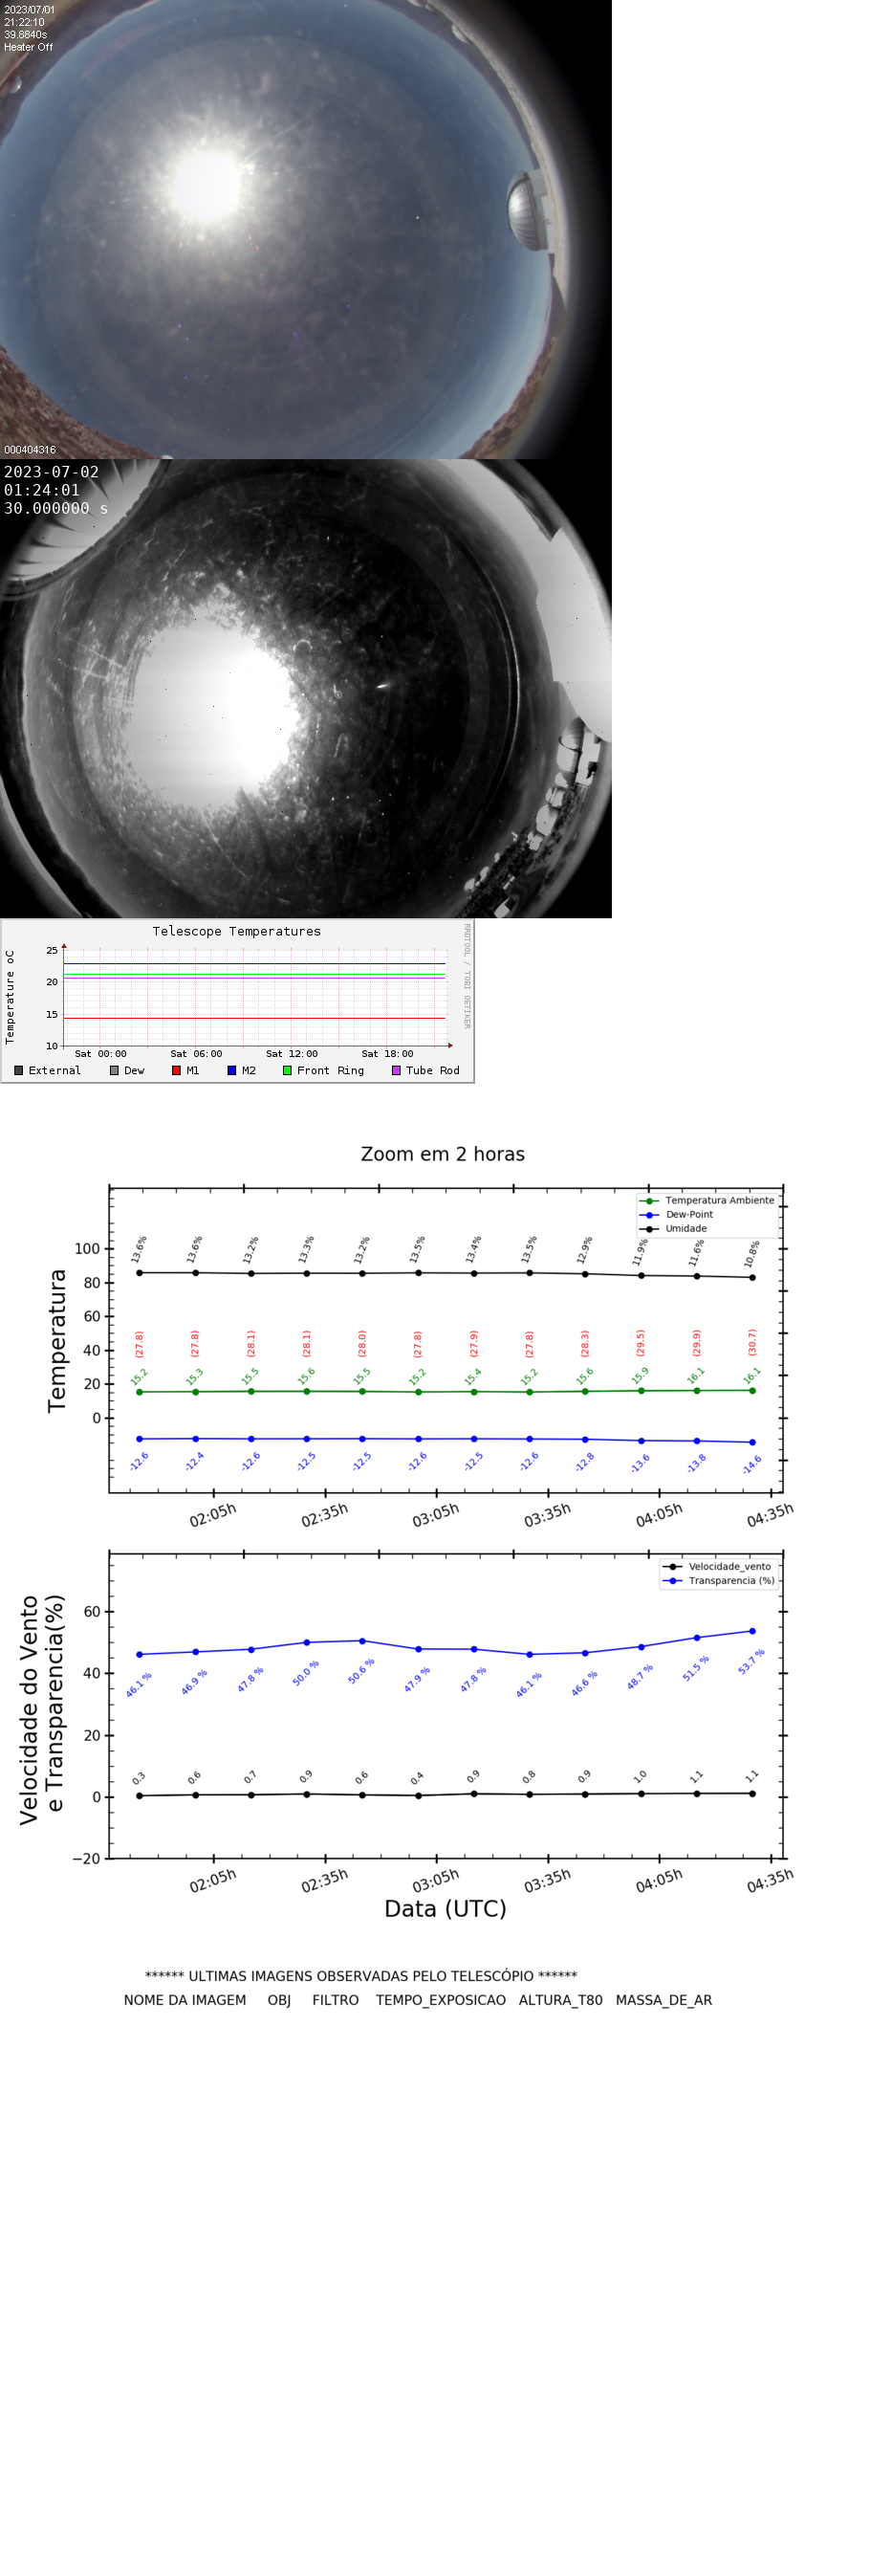 2023/07/01
21:22:10
39.8840s
Heater Off
000404316
2023-07-02
01:24:01
30.000000 s
Telescope Temperatures
RRDTOOL / TOBI OETIKER
Temperature oC
25
20
15
10
Sat 00:00 Sat 06:00 Sat 12:00 Sat 18:00
External Dew M1 M2 Front Ring Tube Rod
Zoom em 2 horas
Temperatura
Temperatura Ambiente
Dew-Point
Umidade
100
80
60
40
20
0
13.6% 13.6% 13.2% 13.3% 13.2% 13.5% 13.4% 13.5% 12.9% 11.9% 11.6% 10.8%
(27.8) (27.8) (28.1) (28.1) (28.0) (27.8) (27.9) (27.8) (28.3) (29.5) (29.9) (30.7)
15.2 15.3 15.5 15.6 15.5 15.2 15.4 15.2 15.6 15.9 16.1 16.1
-12.6 -12.4 -12.6 -12.5 -12.5 -12.6 -12.5 -12.6 -12.8 -13.6 -13.8 -14.6
02:05h 02:35h 03:05h 03:35h 04:05h 04:35h
Velocidade do Vento
e Transparencia(%)
Velocidade_vento
Transparencia (%)
60
40
20
0
−20
46.1 % 46.9 % 47.8 % 50.0 % 50.6 % 47.9 % 47.8 % 46.1 % 46.6 % 48.7 % 51.5 % 53.7 %
0.3 0.6 0.7 0.9 0.6 0.4 0.9 0.8 0.9 1.0 1.1 1.1
02:05h 02:35h 03:05h 03:35h 04:05h 04:35h
Data (UTC)
****** ULTIMAS IMAGENS OBSERVADAS PELO TELESCÓPIO ******
NOME DA IMAGEM OBJ FILTRO TEMPO_EXPOSICAO ALTURA_T80 MASSA_DE_AR